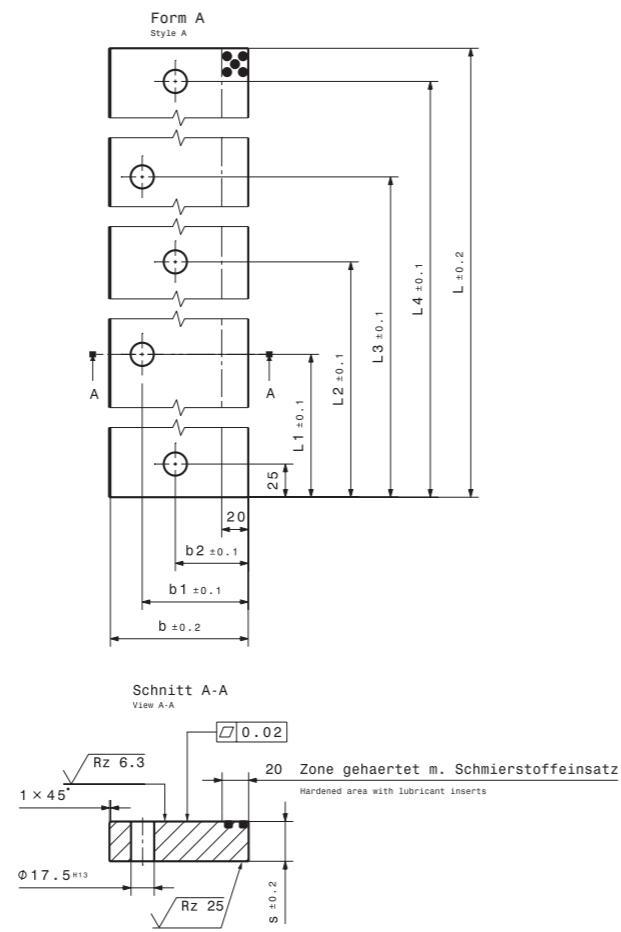 Form A
Style A
L ±0.2
L4 ±0.1
L3 ±0.1
L2 ±0.1
L1 ±0.1
25
A
A
20
b2 ±0.1
b1 ±0.1
b ±0.2
Schnitt A-A
View A-A
0.02
Rz 6.3
20 Zone gehaertet m. Schmierstoffeinsatz
Hardened area with lubricant inserts
1 × 45°
Φ17.5 H13
Rz 25
s ±0.2